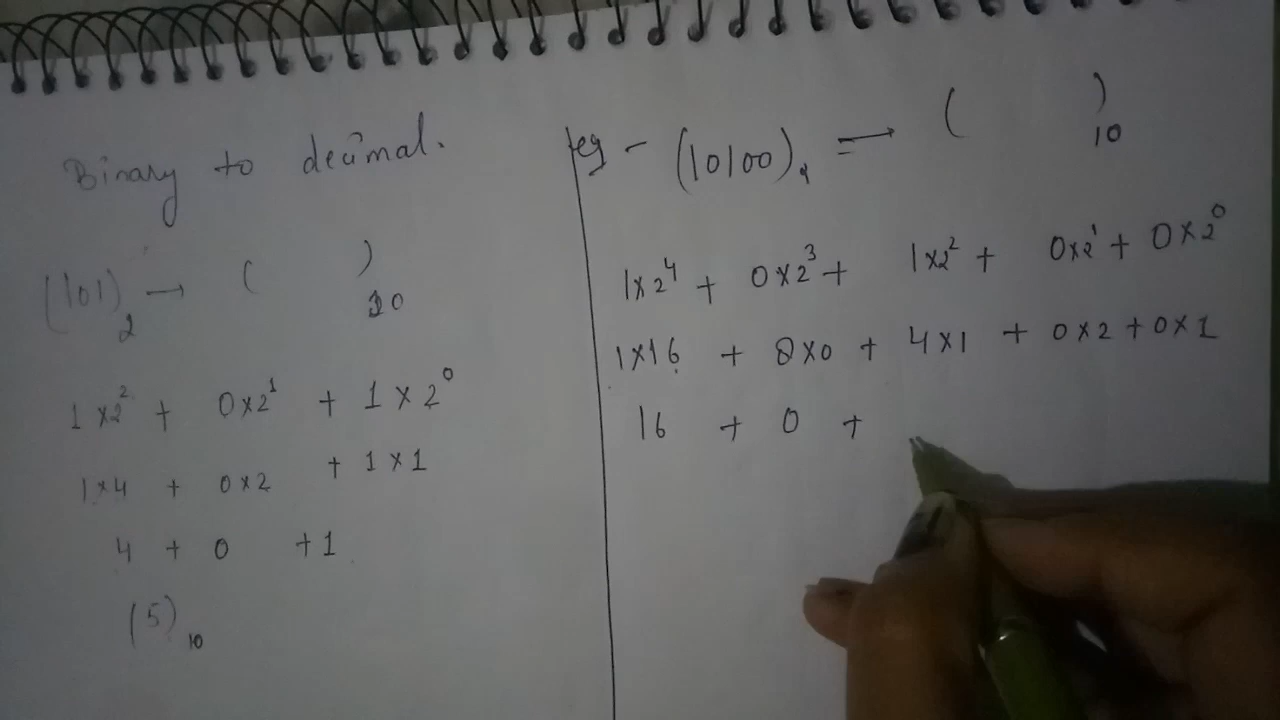 Binary to decimal.
(101)₂ → ( )₁₀
1×2² + 0×2¹ + 1×2⁰
1×4 + 0×2 + 1×1
4 + 0 + 1
(5)₁₀
eg - (10100)₂ ⇒ ( )₁₀
1×2⁴ + 0×2³ + 1×2² + 0×2¹ + 0×2⁰
1×16 + 8×0 + 4×1 + 0×2 + 0×1
16 + 0 +